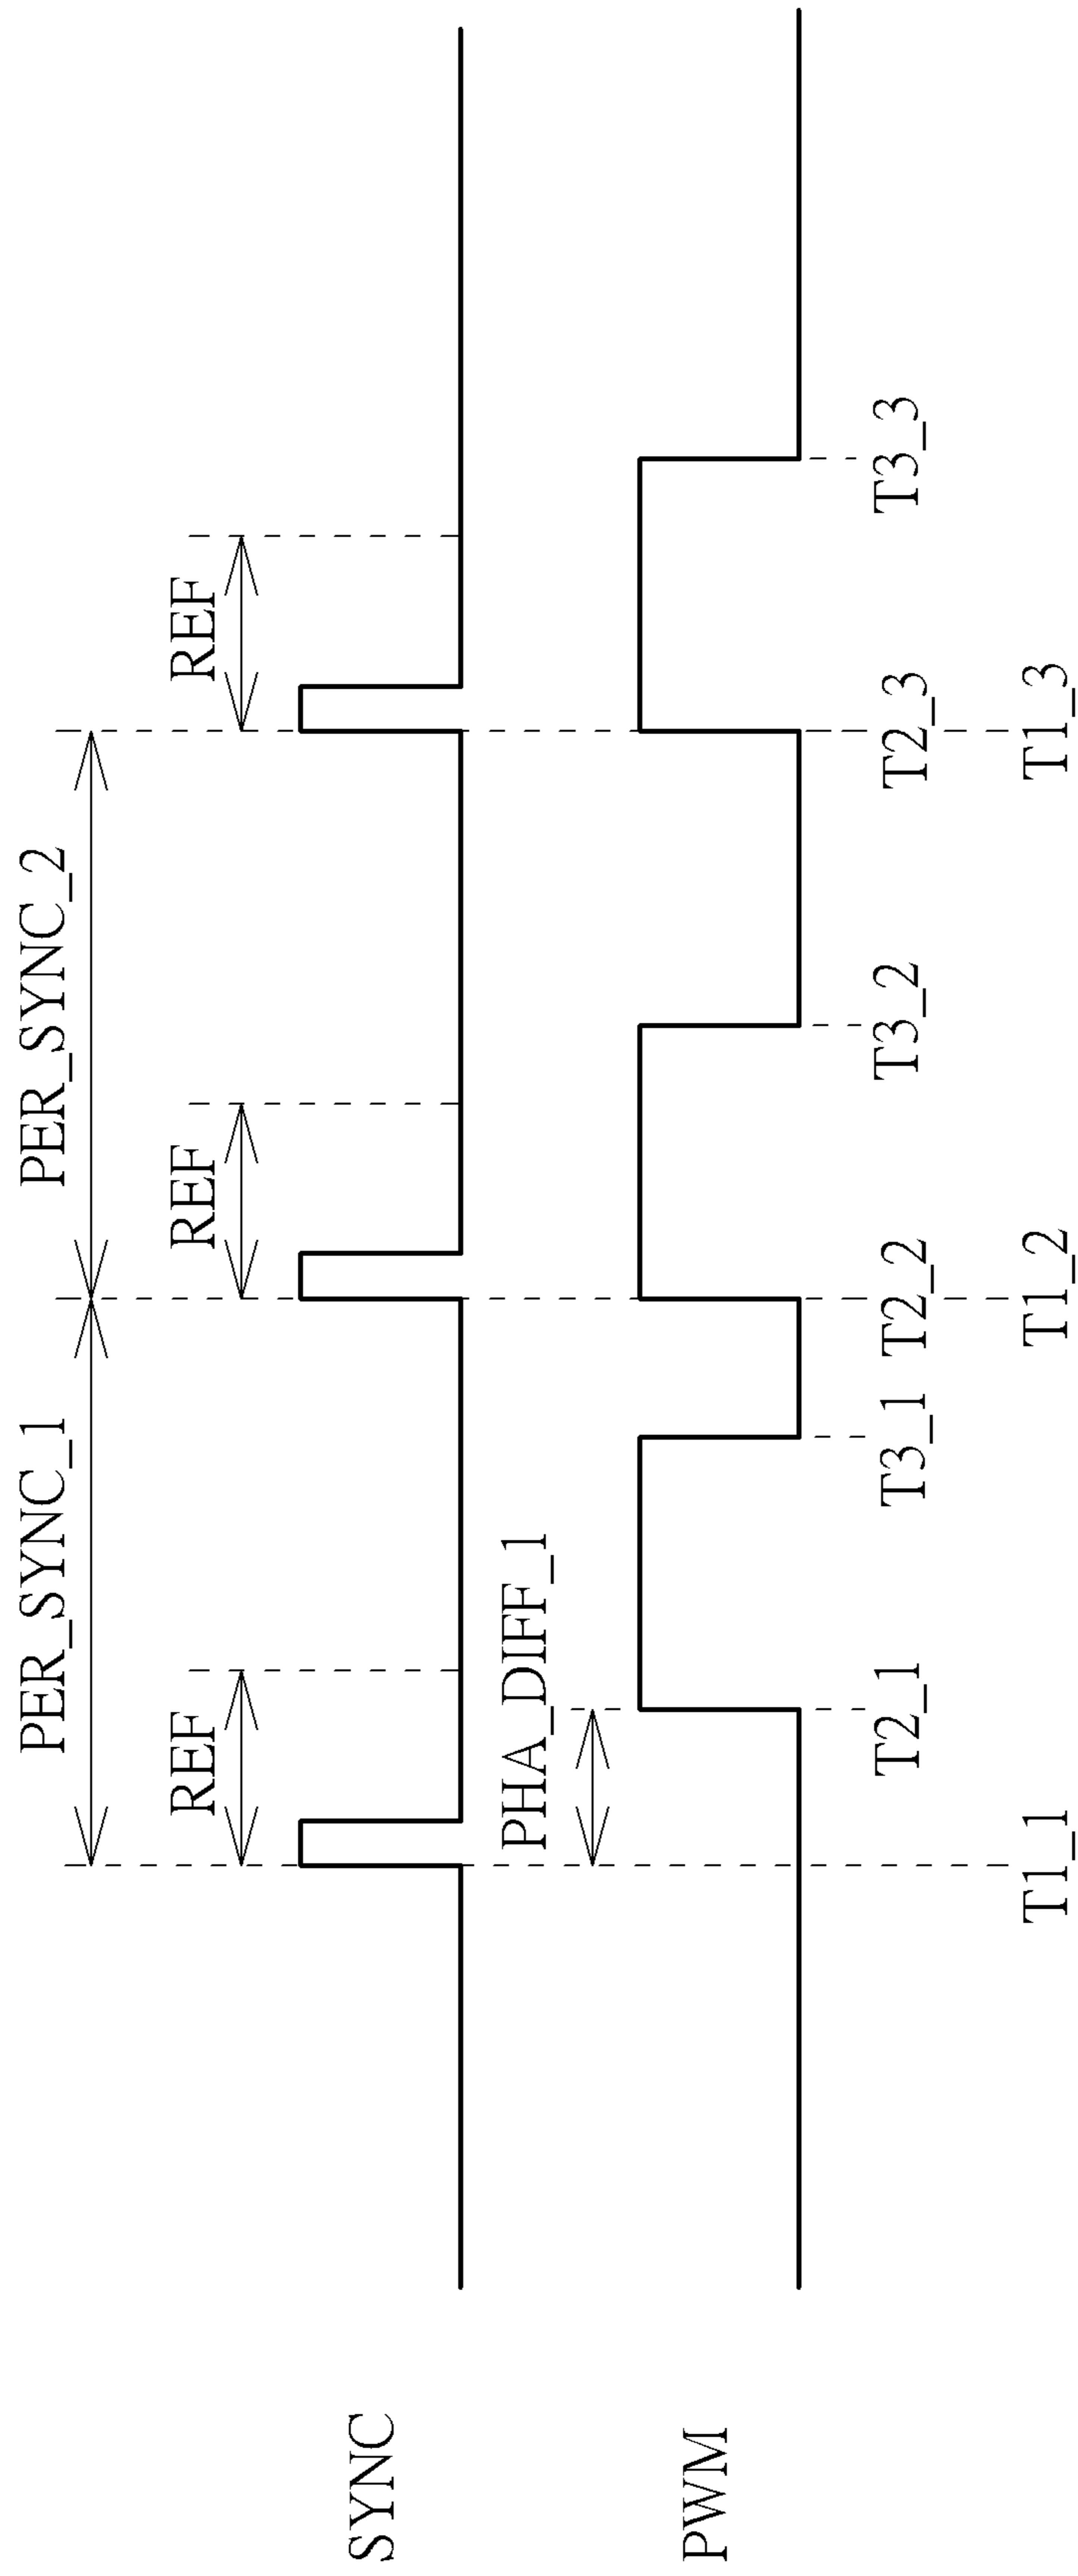 PER_SYNC_1
PER_SYNC_2
REF
REF
REF
SYNC
PHA_DIFF_1
PWM
T2_1
T3_1
T2_2
T3_2
T2_3
T3_3
T1_1
T1_2
T1_3